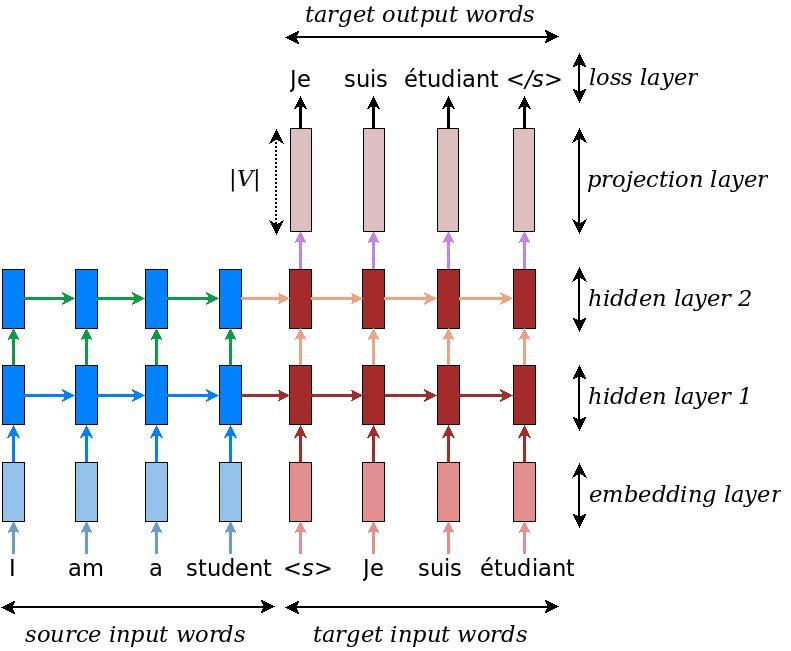 target output words
Je suis étudiant </s> loss layer
|V| projection layer
hidden layer 2
hidden layer 1
embedding layer
I am a student <s> Je suis étudiant
source input words target input words